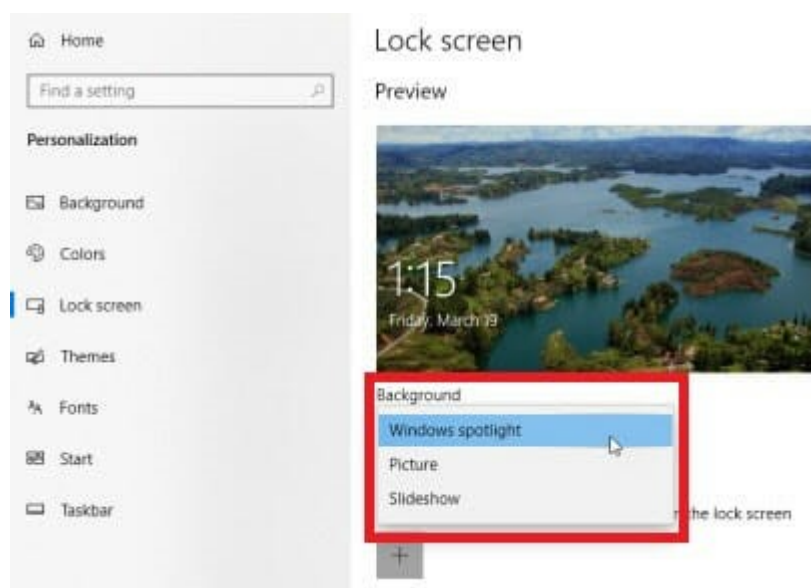 Home
Find a setting
Personalization
Background
Colors
Lock screen
Themes
Fonts
Start
Taskbar
Lock screen
Preview
1:15
Friday, March 19
Background
Windows spotlight
Picture
Slideshow
the lock screen